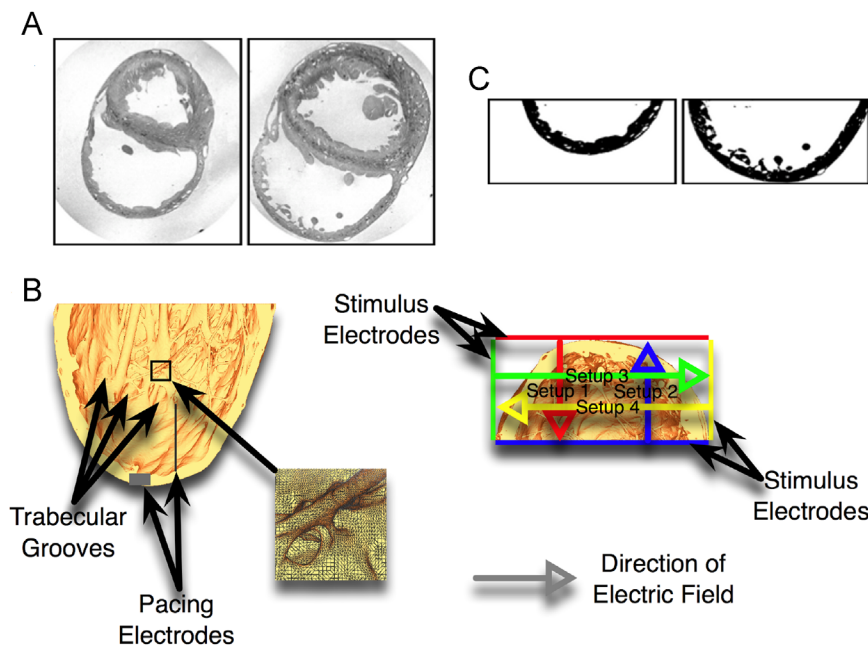 A
C
B
Stimulus
Electrodes
Setup 3
Setup 1
Setup 2
Setup 4
Trabecular
Grooves
Stimulus
Electrodes
Pacing
Electrodes
Direction of
Electric Field